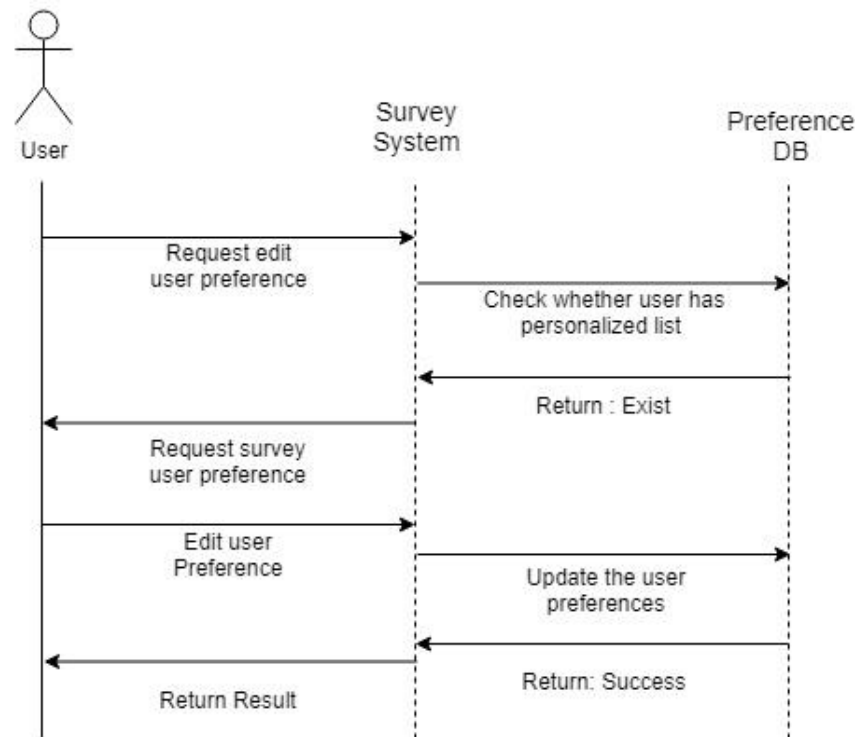 User
Survey
System
Preference
DB
Request edit
user preference
Check whether user has
personalized list
Return : Exist
Request survey
user preference
Edit user
Preference
Update the user
preferences
Return: Success
Return Result